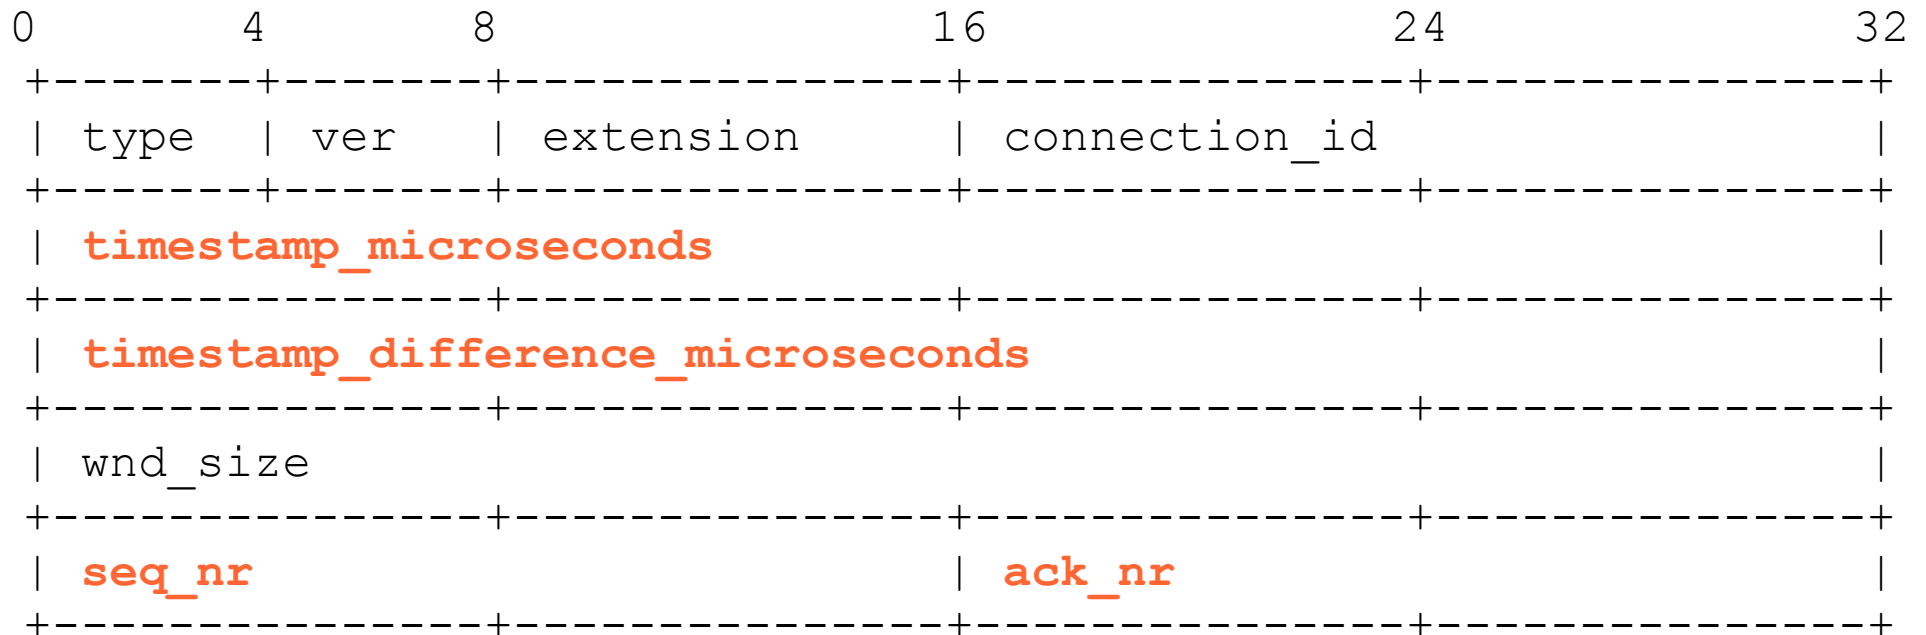 0       4       8               16              24              32
+-------+-------+---------------+---------------+---------------+
| type  | ver   | extension     | connection_id                 |
+-------+-------+---------------+---------------+---------------+
| timestamp_microseconds                                        |
+---------------+---------------+---------------+---------------+
| timestamp_difference_microseconds                             |
+---------------+---------------+---------------+---------------+
| wnd_size                                                      |
+---------------+---------------+---------------+---------------+
| seq_nr                        | ack_nr                        |
+---------------+---------------+---------------+---------------+